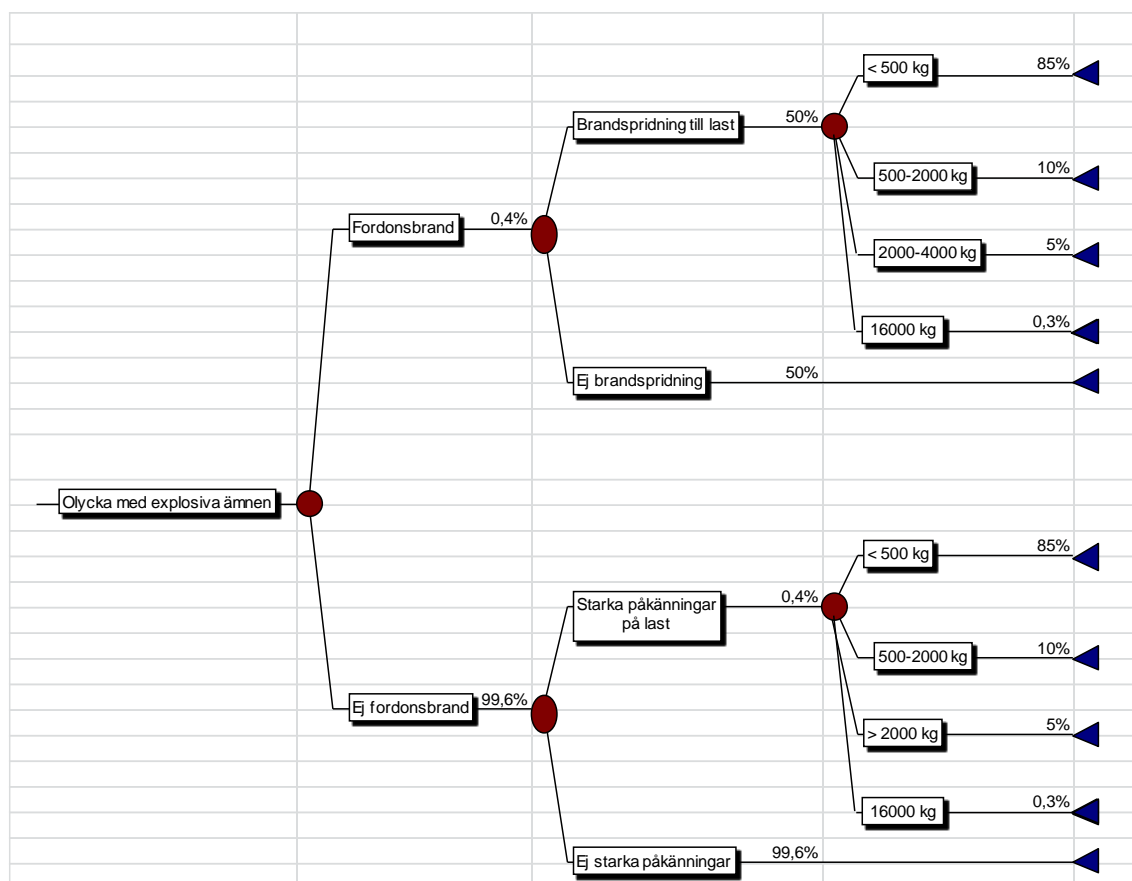 < 500 kg
85%
Brandspridning till last
50%
500-2000 kg
10%
Fordonsbrand
0,4%
2000-4000 kg
5%
16000 kg
0,3%
Ej brandspridning
50%
Olycka med explosiva ämnen
< 500 kg
85%
Starka påkänningar
på last
0,4%
500-2000 kg
10%
Ej fordonsbrand
99,6%
> 2000 kg
5%
16000 kg
0,3%
Ej starka påkänningar
99,6%